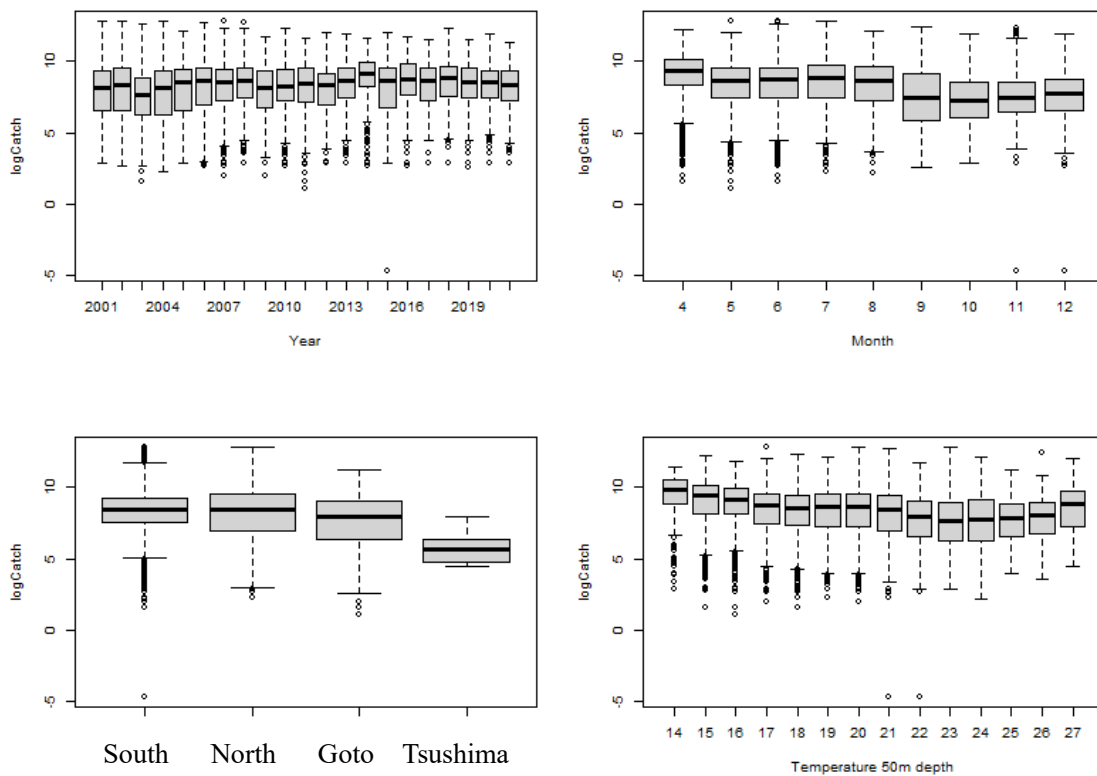 logCatch
10
5
0
-5
2001 2004 2007 2010 2013 2016 2019
Year
logCatch
10
5
0
-5
4 5 6 7 8 9 10 11 12
Month
logCatch
10
5
0
-5
South North Goto Tsushima
logCatch
10
5
0
-5
14 15 16 17 18 19 20 21 22 23 24 25 26 27
Temperature 50m depth